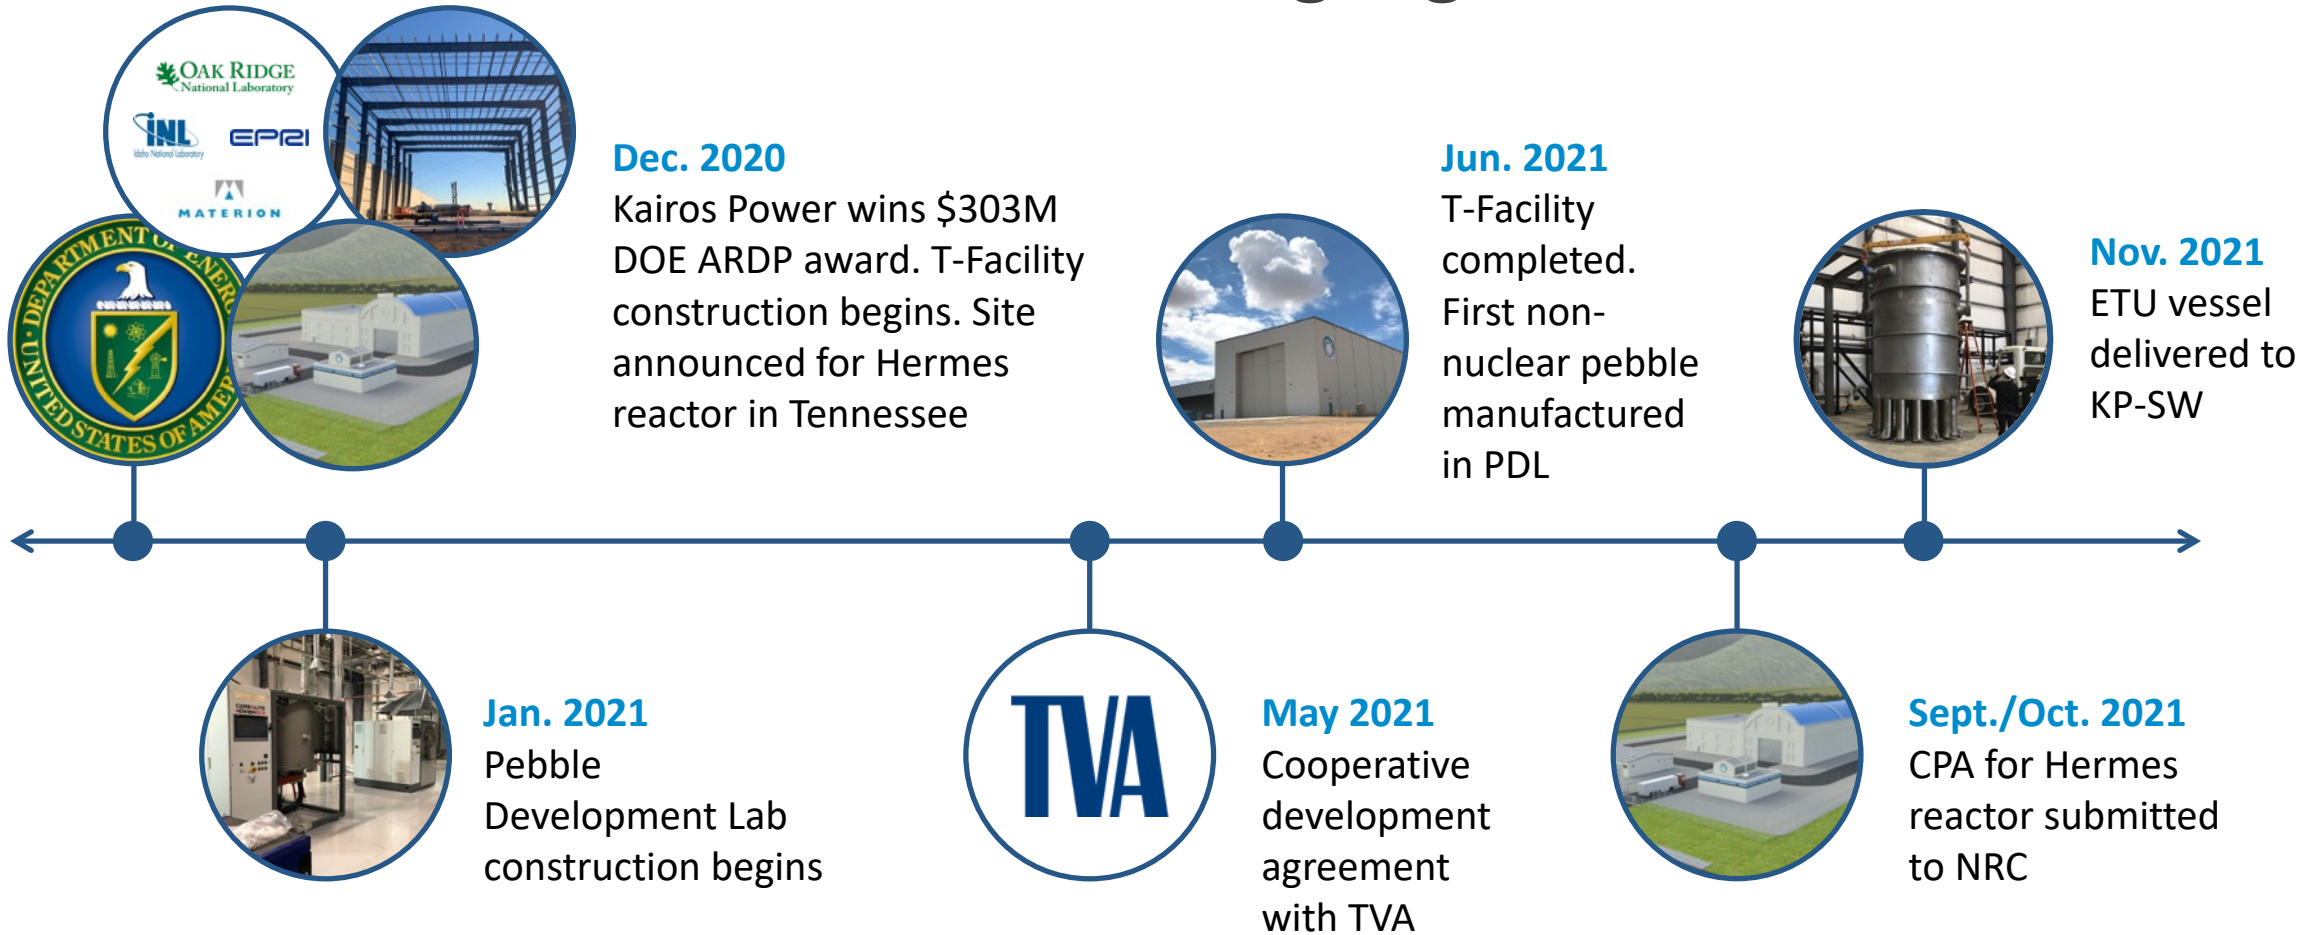 OAK RIDGE
National Laboratory
INL
Idaho National Laboratory
EPRI
MATERION
UNITED STATES OF AMERICA
DEPARTMENT OF ENERGY
Dec. 2020
Kairos Power wins $303M
DOE ARDP award. T-Facility
construction begins. Site
announced for Hermes
reactor in Tennessee
Jan. 2021
Pebble
Development Lab
construction begins
TVA
May 2021
Cooperative
development
agreement
with TVA
Jun. 2021
T-Facility
completed.
First non-
nuclear pebble
manufactured
in PDL
Sept./Oct. 2021
CPA for Hermes
reactor submitted
to NRC
Nov. 2021
ETU vessel
delivered to
KP-SW